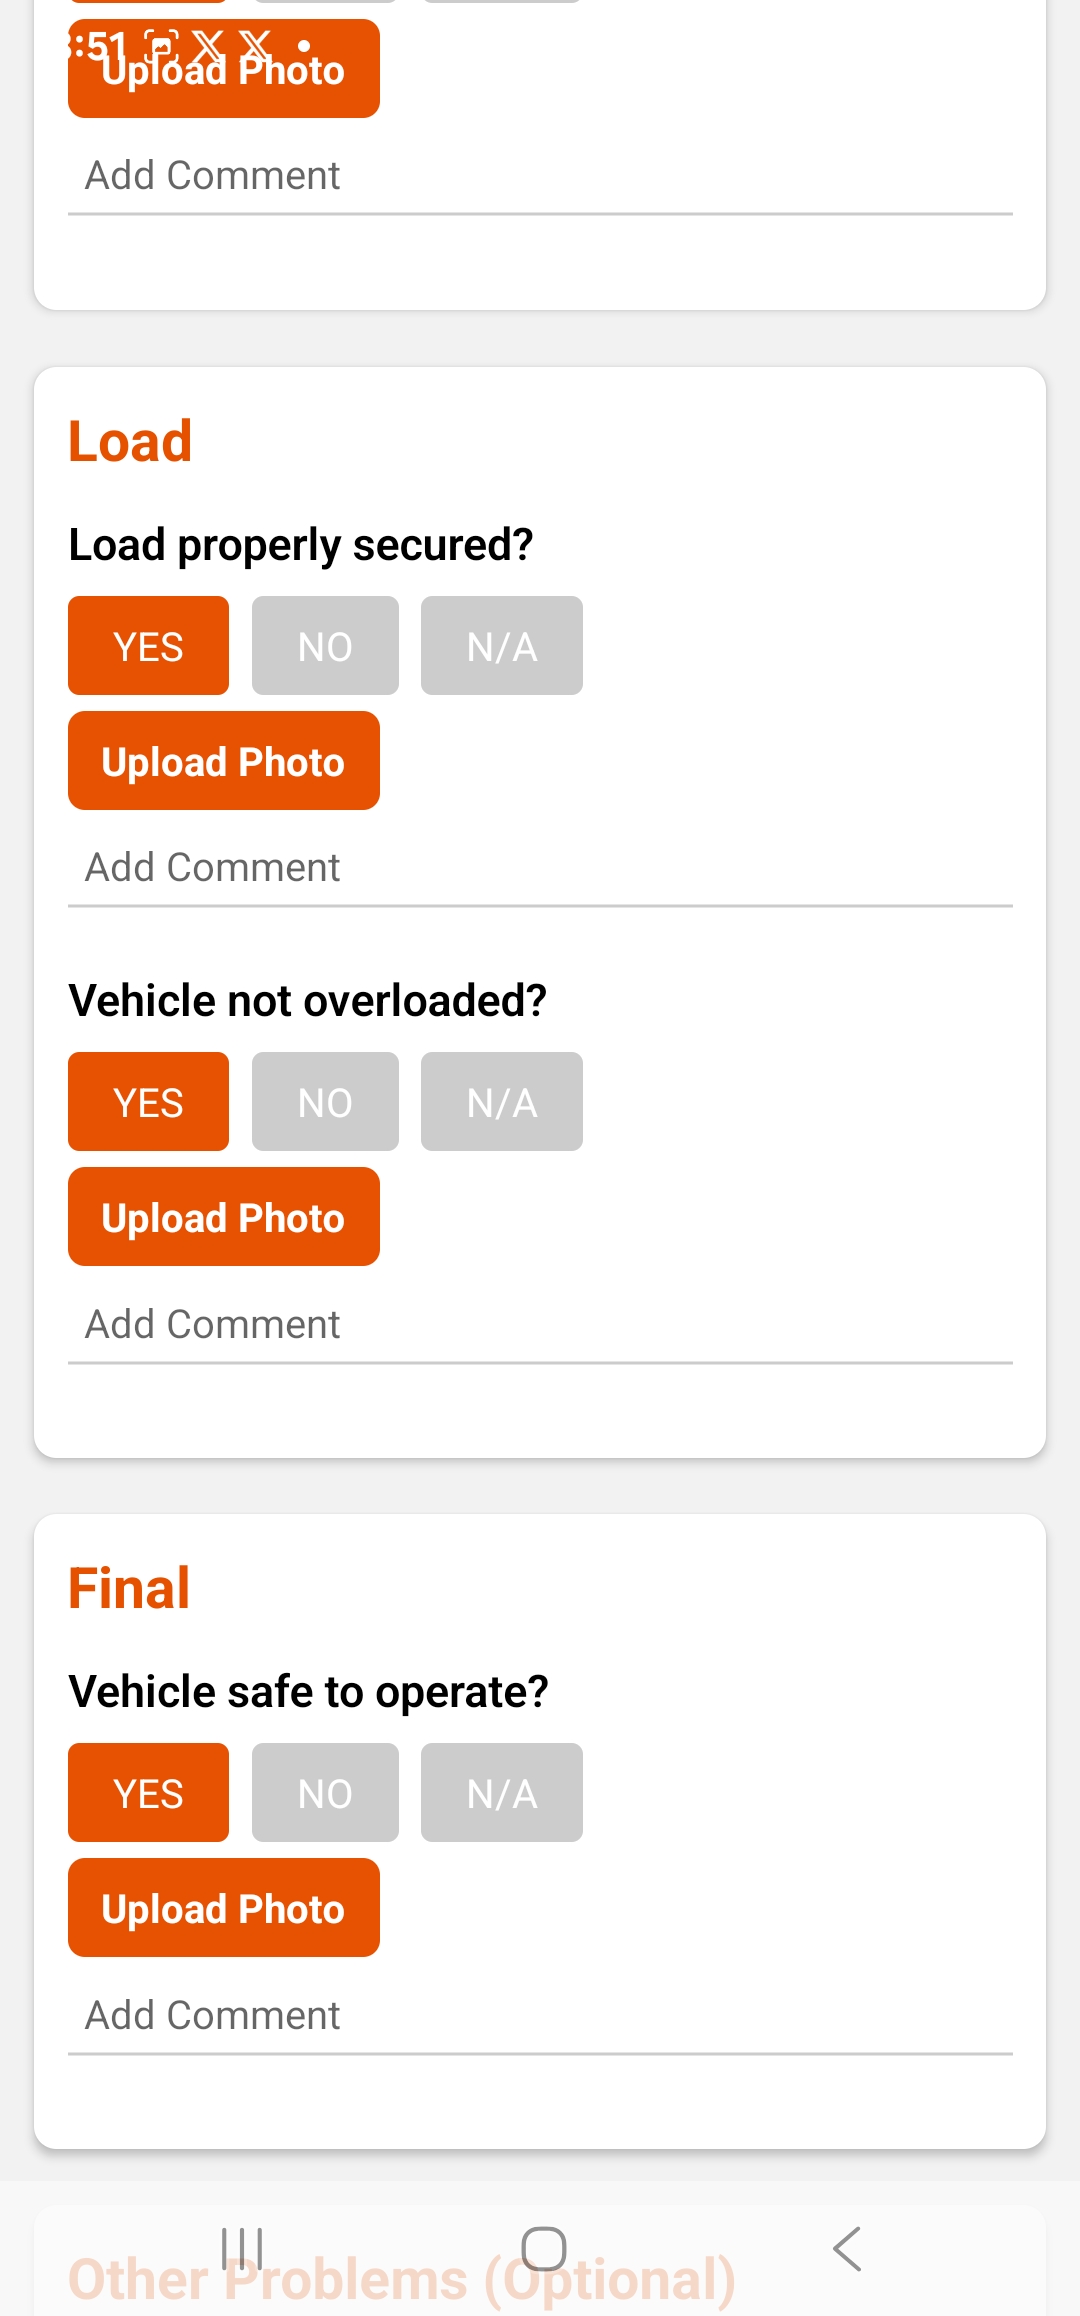 :51
Upload Photo
Add Comment
Load
Load properly secured?
YES NO N/A
Upload Photo
Add Comment
Vehicle not overloaded?
YES NO N/A
Upload Photo
Add Comment
Final
Vehicle safe to operate?
YES NO N/A
Upload Photo
Add Comment
Other Problems (Optional)